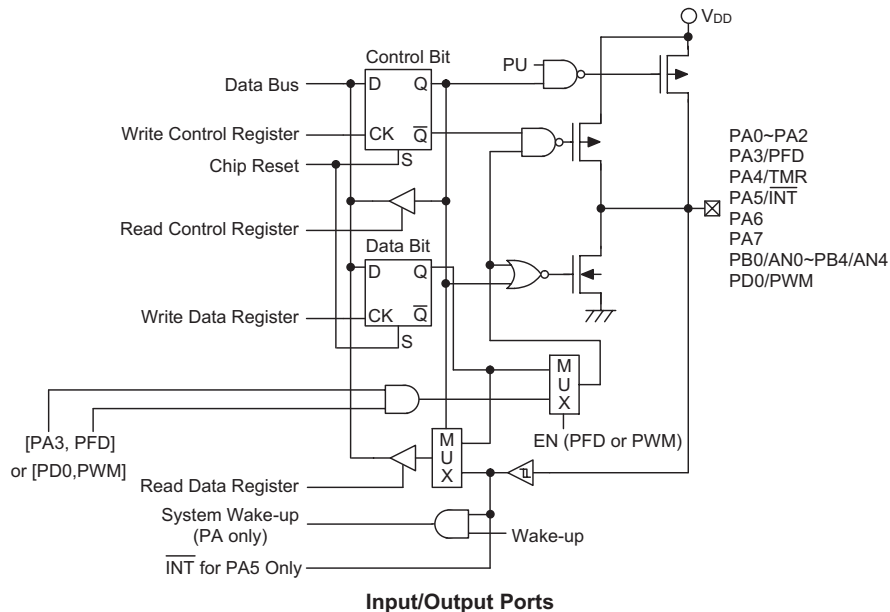 V_DD
Control Bit
PU
Data Bus
D Q
Write Control Register
CK Q̅
Chip Reset
S
PA0~PA2
PA3/PFD
PA4/TMR
PA5/I̅N̅T̅
PA6
PA7
PB0/AN0~PB4/AN4
PD0/PWM
Read Control Register
Data Bit
D Q
Write Data Register
CK Q̅
S
M
U
X
[PA3, PFD]
or [PD0,PWM]
EN (PFD or PWM)
M
U
X
Read Data Register
System Wake-up
(PA only)
Wake-up
I̅N̅T̅ for PA5 Only
Input/Output Ports